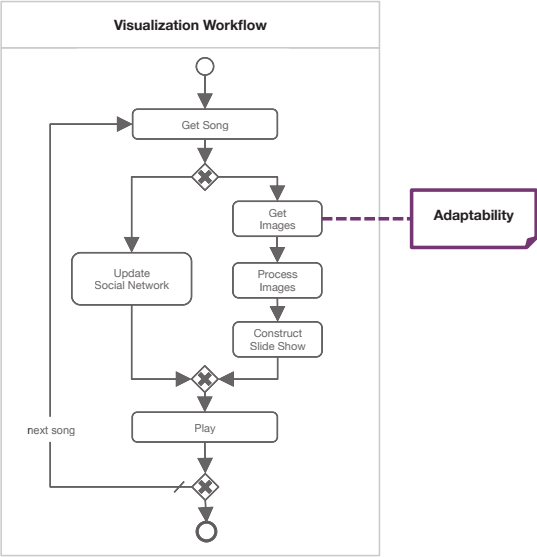 Visualization Workflow
Get Song
Get
Images
Adaptability
Update
Social Network
Process
Images
Construct
Slide Show
Play
next song